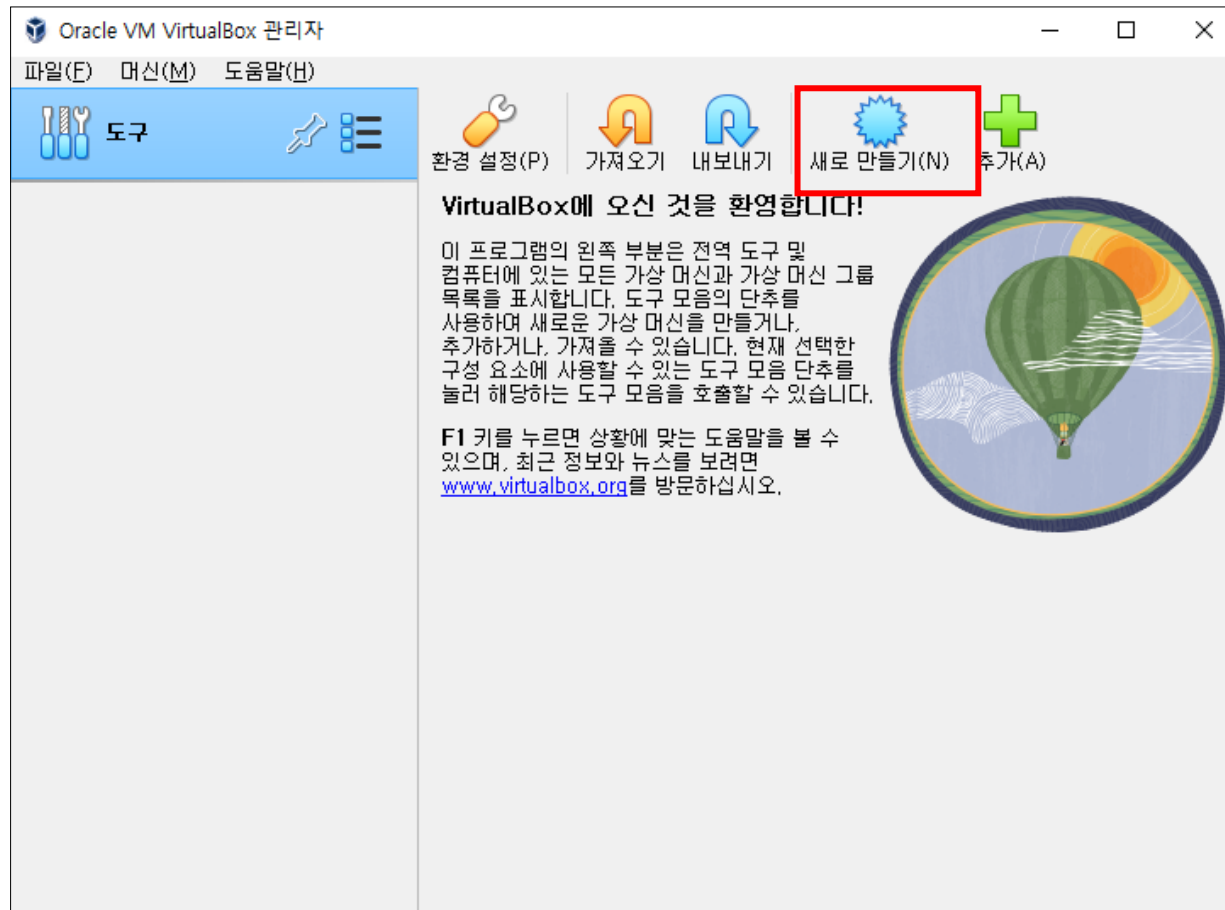 Oracle VM VirtualBox 관리자
파일(F) 머신(M) 도움말(H)
도구
환경 설정(P) 가져오기 내보내기 새로 만들기(N) 추가(A)
VirtualBox에 오신 것을 환영합니다!
이 프로그램의 왼쪽 부분은 전역 도구 및
컴퓨터에 있는 모든 가상 머신과 가상 머신 그룹
목록을 표시합니다. 도구 모음의 단추를
사용하여 새로운 가상 머신을 만들거나,
추가하거나, 가져올 수 있습니다. 현재 선택한
구성 요소에 사용할 수 있는 도구 모음 단추를
눌러 해당하는 도구 모음을 호출할 수 있습니다.
F1 키를 누르면 상황에 맞는 도움말을 볼 수
있으며, 최근 정보와 뉴스를 보려면
www.virtualbox.org를 방문하십시오.